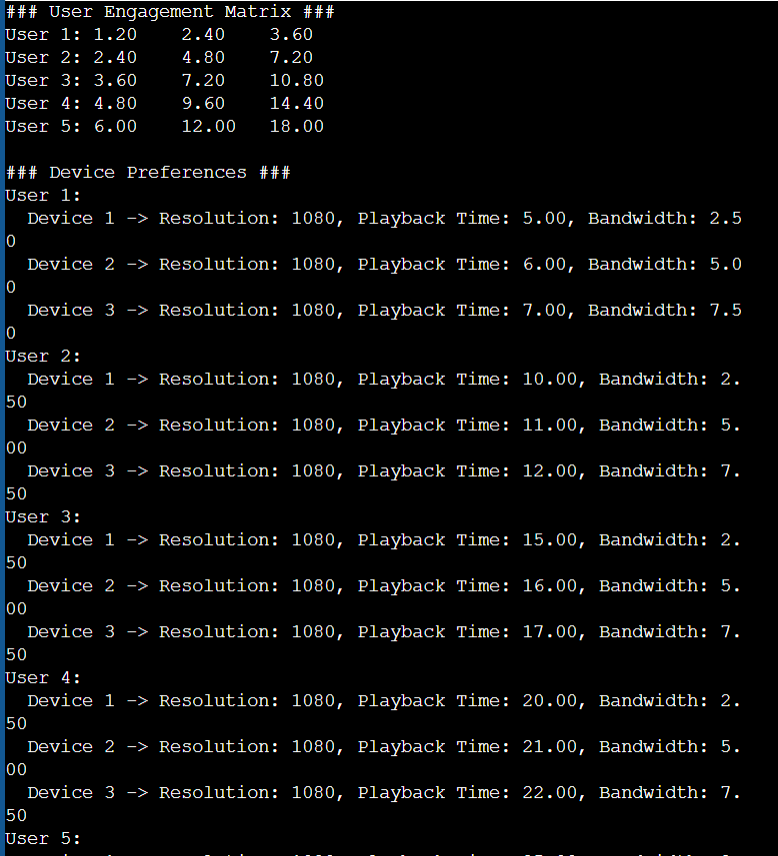 ### User Engagement Matrix ###
User 1: 1.20    2.40    3.60
User 2: 2.40    4.80    7.20
User 3: 3.60    7.20    10.80
User 4: 4.80    9.60    14.40
User 5: 6.00    12.00   18.00

### Device Preferences ###
User 1:
  Device 1 -> Resolution: 1080, Playback Time: 5.00, Bandwidth: 2.5
0
  Device 2 -> Resolution: 1080, Playback Time: 6.00, Bandwidth: 5.0
0
  Device 3 -> Resolution: 1080, Playback Time: 7.00, Bandwidth: 7.5
0
User 2:
  Device 1 -> Resolution: 1080, Playback Time: 10.00, Bandwidth: 2.
50
  Device 2 -> Resolution: 1080, Playback Time: 11.00, Bandwidth: 5.
00
  Device 3 -> Resolution: 1080, Playback Time: 12.00, Bandwidth: 7.
50
User 3:
  Device 1 -> Resolution: 1080, Playback Time: 15.00, Bandwidth: 2.
50
  Device 2 -> Resolution: 1080, Playback Time: 16.00, Bandwidth: 5.
00
  Device 3 -> Resolution: 1080, Playback Time: 17.00, Bandwidth: 7.
50
User 4:
  Device 1 -> Resolution: 1080, Playback Time: 20.00, Bandwidth: 2.
50
  Device 2 -> Resolution: 1080, Playback Time: 21.00, Bandwidth: 5.
00
  Device 3 -> Resolution: 1080, Playback Time: 22.00, Bandwidth: 7.
50
User 5: